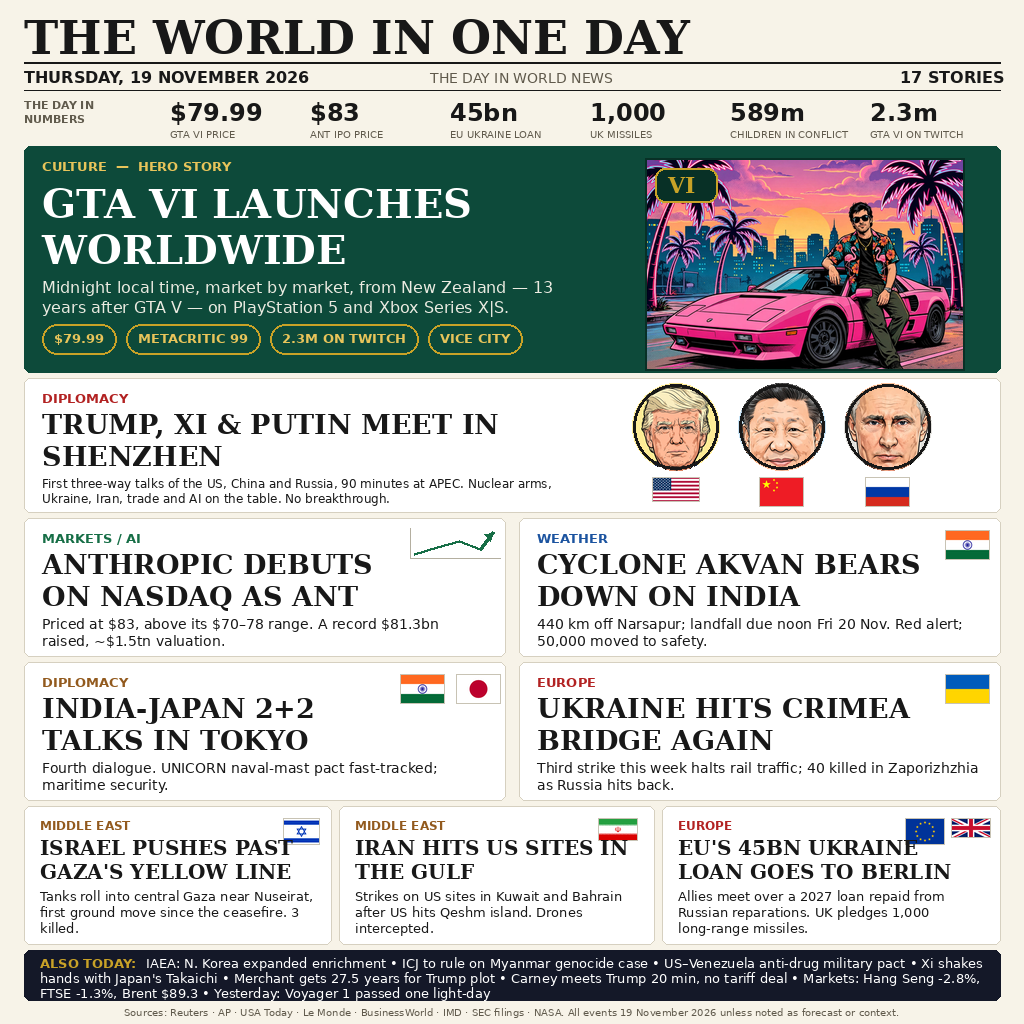 THE WORLD IN ONE DAY
THURSDAY, 19 NOVEMBER 2026
THE DAY IN WORLD NEWS
17 STORIES
THE DAY IN
NUMBERS
$79.99
GTA VI PRICE
$83
ANT IPO PRICE
45bn
EU UKRAINE LOAN
1,000
UK MISSILES
589m
CHILDREN IN CONFLICT
2.3m
GTA VI ON TWITCH
CULTURE — HERO STORY
GTA VI LAUNCHES
WORLDWIDE
Midnight local time, market by market, from New Zealand — 13
years after GTA V — on PlayStation 5 and Xbox Series X|S.
$79.99
METACRITIC 99
2.3M ON TWITCH
VICE CITY
VI
DIPLOMACY
TRUMP, XI & PUTIN MEET IN
SHENZHEN
First three-way talks of the US, China and Russia, 90 minutes at APEC. Nuclear arms,
Ukraine, Iran, trade and AI on the table. No breakthrough.
MARKETS / AI
ANTHROPIC DEBUTS
ON NASDAQ AS ANT
Priced at $83, above its $70–78 range. A record $81.3bn
raised, ~$1.5tn valuation.
WEATHER
CYCLONE AKVAN BEARS
DOWN ON INDIA
440 km off Narsapur; landfall due noon Fri 20 Nov. Red alert;
50,000 moved to safety.
DIPLOMACY
INDIA-JAPAN 2+2
TALKS IN TOKYO
Fourth dialogue. UNICORN naval-mast pact fast-tracked;
maritime security.
EUROPE
UKRAINE HITS CRIMEA
BRIDGE AGAIN
Third strike this week halts rail traffic; 40 killed in Zaporizhzhia
as Russia hits back.
MIDDLE EAST
ISRAEL PUSHES PAST
GAZA'S YELLOW LINE
Tanks roll into central Gaza near Nuseirat,
first ground move since the ceasefire. 3
killed.
MIDDLE EAST
IRAN HITS US SITES IN
THE GULF
Strikes on US sites in Kuwait and Bahrain
after US hits Qeshm island. Drones
intercepted.
EUROPE
EU'S 45BN UKRAINE
LOAN GOES TO BERLIN
Allies meet over a 2027 loan repaid from
Russian reparations. UK pledges 1,000
long-range missiles.
ALSO TODAY: IAEA: N. Korea expanded enrichment • ICJ to rule on Myanmar genocide case • US–Venezuela anti-drug military pact • Xi shakes
hands with Japan's Takaichi • Merchant gets 27.5 years for Trump plot • Carney meets Trump 20 min, no tariff deal • Markets: Hang Seng -2.8%,
FTSE -1.3%, Brent $89.3 • Yesterday: Voyager 1 passed one light-day
Sources: Reuters · AP · USA Today · Le Monde · BusinessWorld · IMD · SEC filings · NASA. All events 19 November 2026 unless noted as forecast or context.